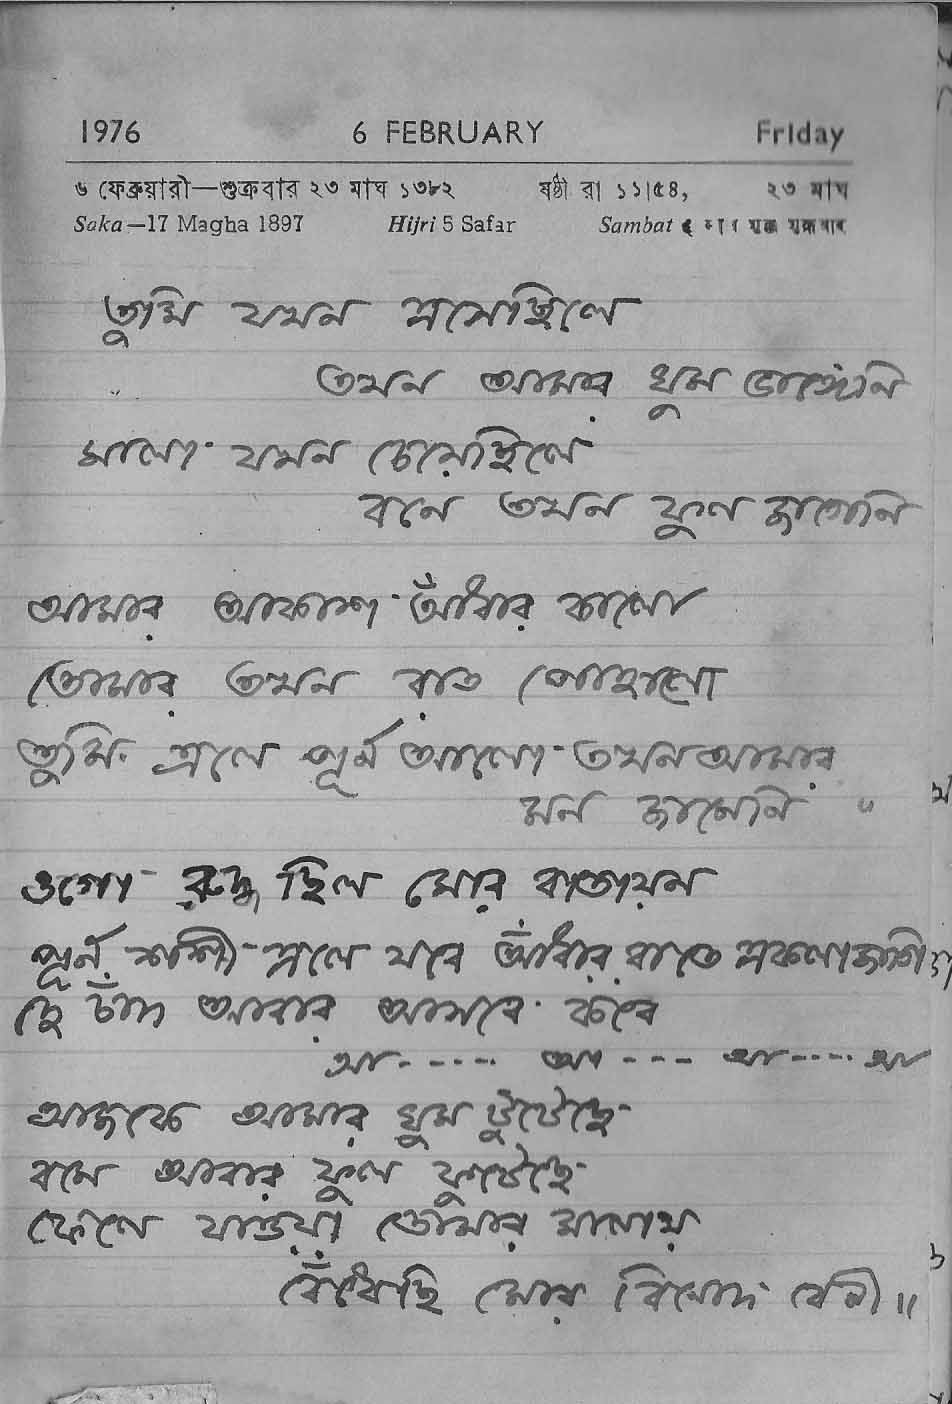 1976 6 FEBRUARY Friday
৬ ফেব্রুয়ারী—শুক্রবার ২৩ মাঘ ১৩৮২ ষষ্ঠী রা ১১।৫৪, ২৩ মাঘ
Saka—17 Magha 1897 Hijri 5 Safar Sambat
তুমি যখন এসেছিলে
তখন আমার ঘুম ভাঙ্গেনি
মালা যখন চেয়েছিলে
বনে তখন ফুল জাগেনি
আমার আকাশ আঁধার কালো
তোমার তখন রাত পোহালো
তুমি এলে পূর্ন আলো তখন আমার
মন জানেনি "
ওগো রুদ্ধ ছিল মোর বাতায়ন
পূর্ন শশী এলে যবে আঁধার রাতে একলা জাগি
হে চাঁদ আবার আসবে কবে
আ----- আ ---- আ----- আ
আজকে আমার ঘুম টুটেছে
বনে আবার ফুল ফুটেছে
ফেলে যাওয়া তোমার মালায়
বেঁধেছি মোর বিনোদ বেনী ॥